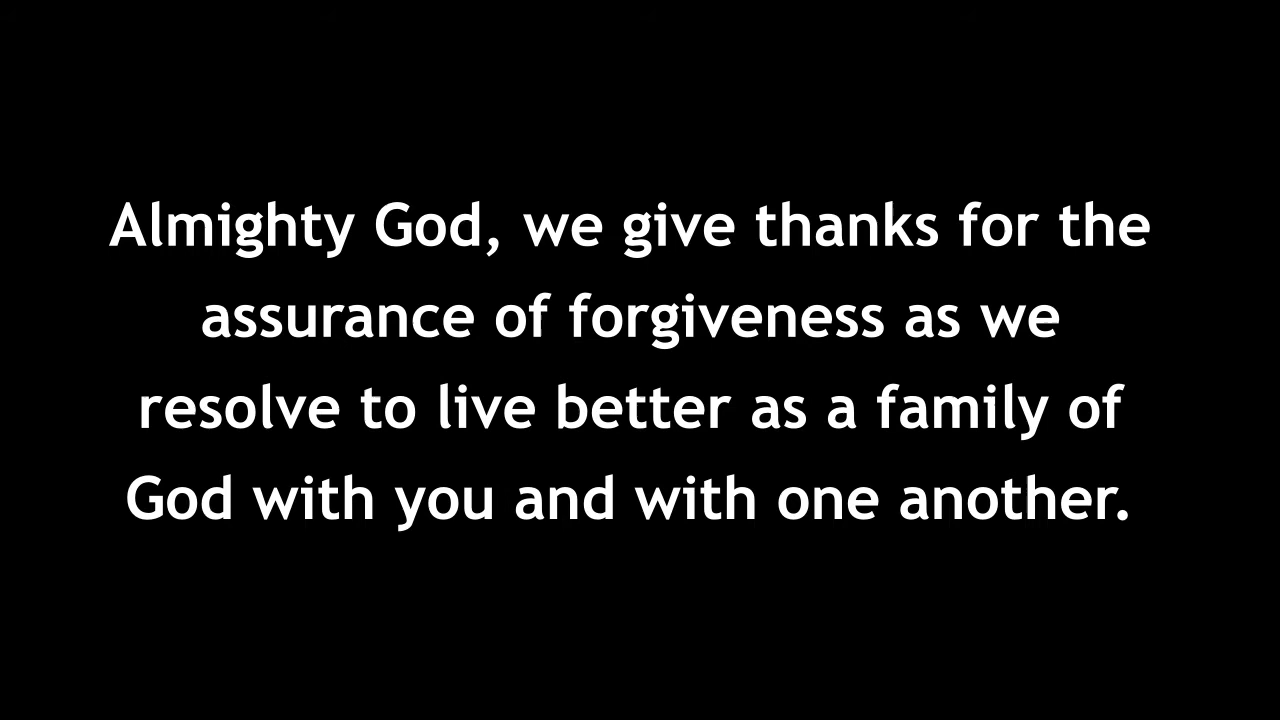 Almighty God, we give thanks for the
assurance of forgiveness as we
resolve to live better as a family of
God with you and with one another.